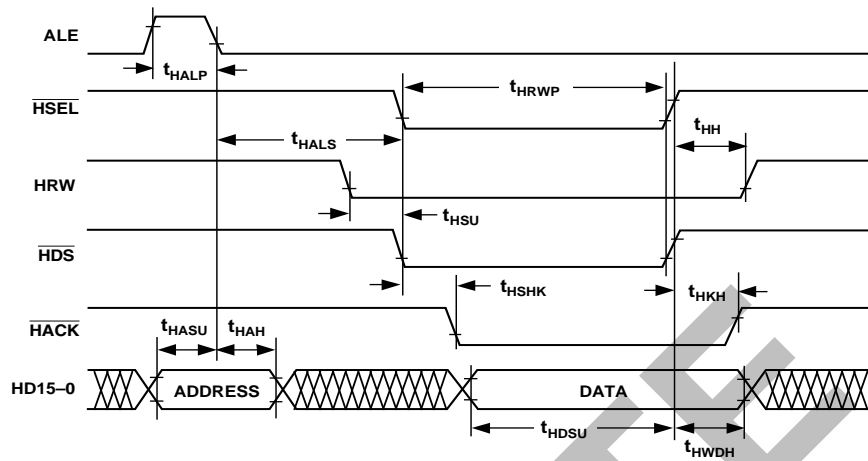 ALE
tHALP
HSEL
tHRWP
tHALS
tHH
HRW
tHSU
HDS
tHSHK
tHKH
HACK
tHASU
tHAH
HD15–0
ADDRESS
DATA
tHDSU
tHWDH